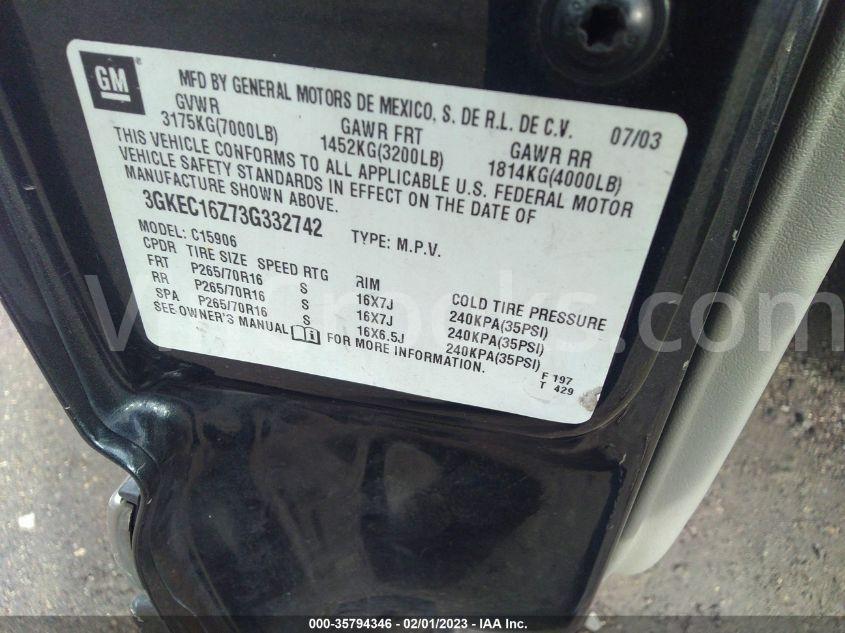 GM
MFD BY GENERAL MOTORS DE MEXICO, S. DE R.L. DE C.V. 07/03
GVWR GAWR FRT GAWR RR
3175KG(7000LB) 1452KG(3200LB) 1814KG(4000LB)
THIS VEHICLE CONFORMS TO ALL APPLICABLE U.S. FEDERAL MOTOR
VEHICLE SAFETY STANDARDS IN EFFECT ON THE DATE OF
MANUFACTURE SHOWN ABOVE.
3GKEC16Z73G332742 TYPE: M.P.V.
MODEL: C15906
CPDR TIRE SIZE SPEED RTG RIM COLD TIRE PRESSURE
FRT P265/70R16 S 16X7J 240KPA(35PSI)
RR P265/70R16 S 16X7J 240KPA(35PSI)
SPA P265/70R16 S 16X6.5J 240KPA(35PSI)
SEE OWNER'S MANUAL FOR MORE INFORMATION.
F 197
T 429
000-35794346 - 02/01/2023 - IAA Inc.